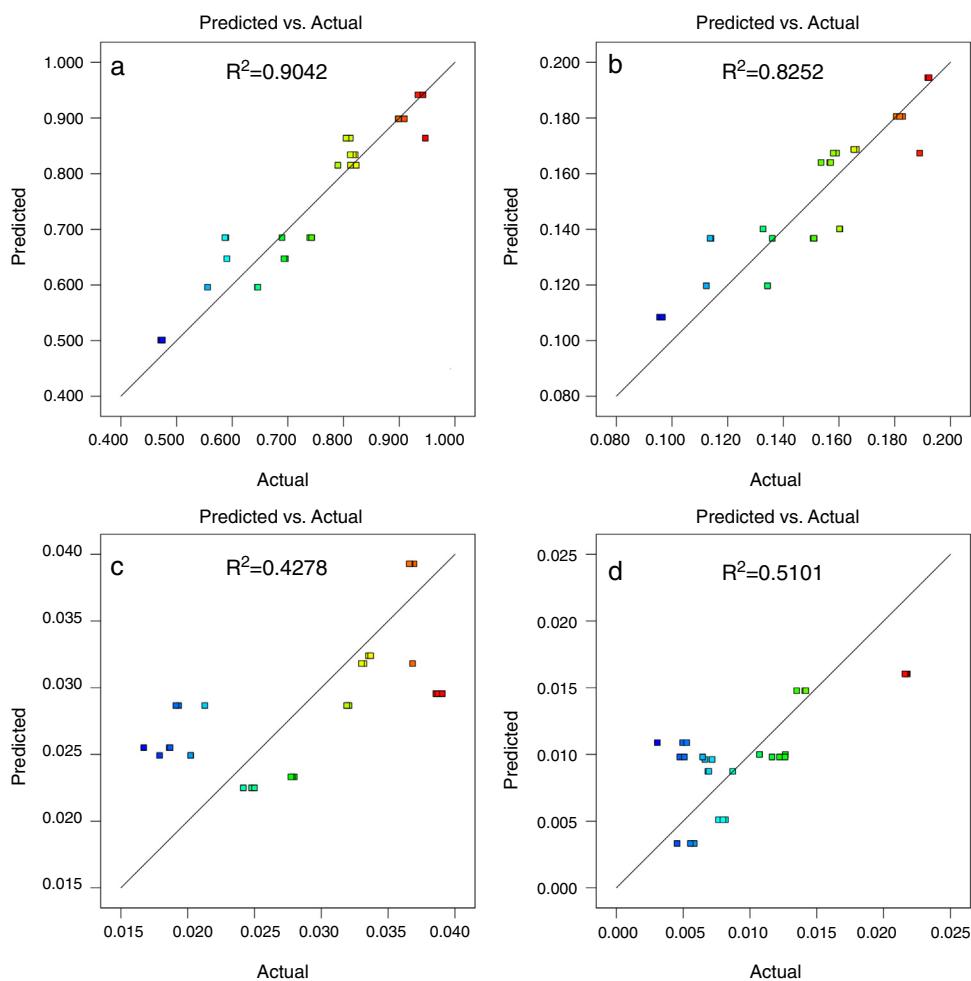 Predicted vs. Actual
a
R²=0.9042
1.000
0.900
0.800
0.700
0.600
0.500
0.400
Predicted
0.400 0.500 0.600 0.700 0.800 0.900 1.000
Actual
Predicted vs. Actual
b
R²=0.8252
0.200
0.180
0.160
0.140
0.120
0.100
0.080
Predicted
0.080 0.100 0.120 0.140 0.160 0.180 0.200
Actual
Predicted vs. Actual
c
R²=0.4278
0.040
0.035
0.030
0.025
0.020
0.015
Predicted
0.015 0.020 0.025 0.030 0.035 0.040
Actual
Predicted vs. Actual
d
R²=0.5101
0.025
0.020
0.015
0.010
0.005
0.000
Predicted
0.000 0.005 0.010 0.015 0.020 0.025
Actual